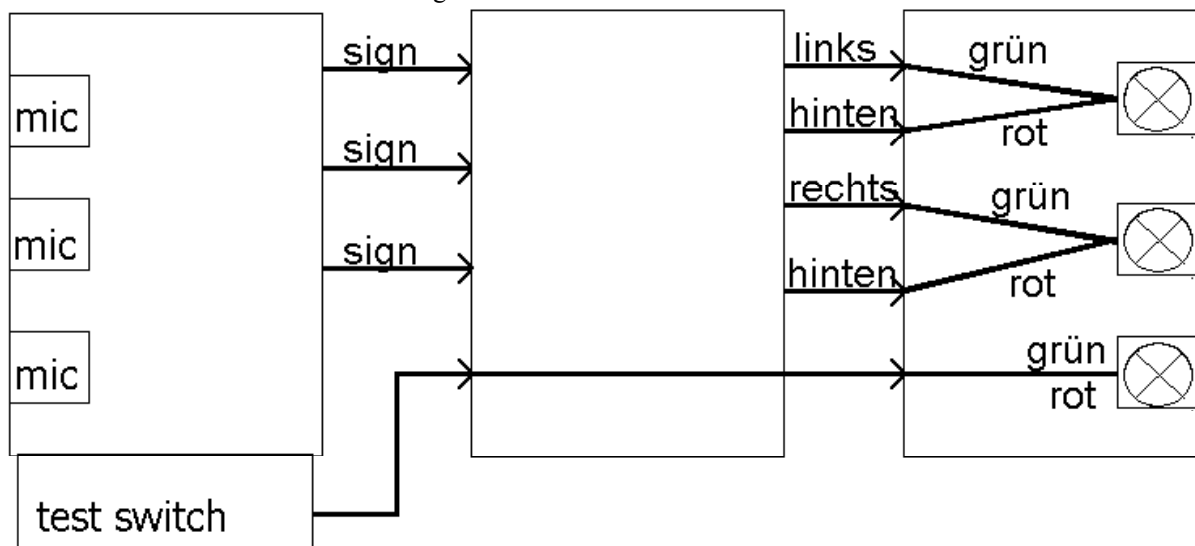 sign
links
grün
mic
hinten
rot
sign
rechts
grün
mic
sign
hinten
rot
mic
grün
rot
test switch